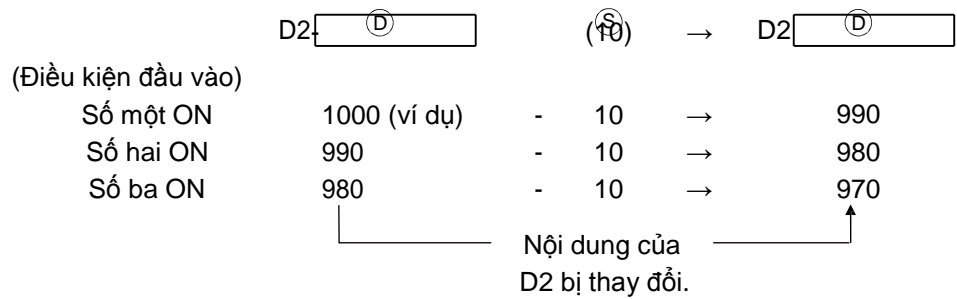 D2- Ⓓ Ⓢ (10) → D2 Ⓓ
(Điều kiện đầu vào)
Số một ON 1000 (ví dụ) - 10 → 990
Số hai ON 990 - 10 → 980
Số ba ON 980 - 10 → 970
Nội dung của
D2 bị thay đổi.